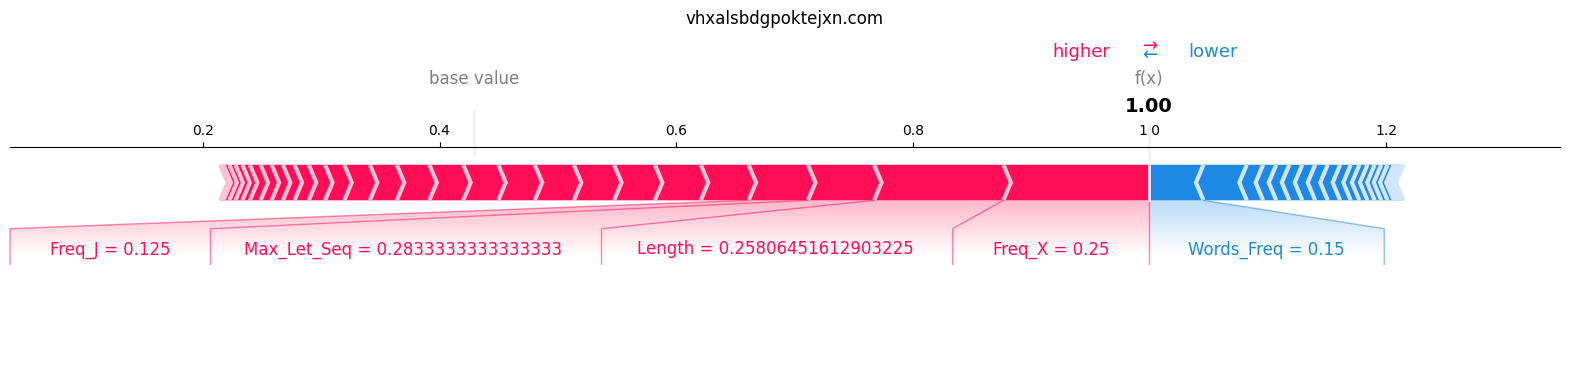 vhxalsbdgpoktejxn.com
higher ⇄ lower
base value f(x)
1.00
0.2 0.4 0.6 0.8 1.0 1.2
Freq_J = 0.125 Max_Let_Seq = 0.2833333333333333 Length = 0.25806451612903225 Freq_X = 0.25 Words_Freq = 0.15